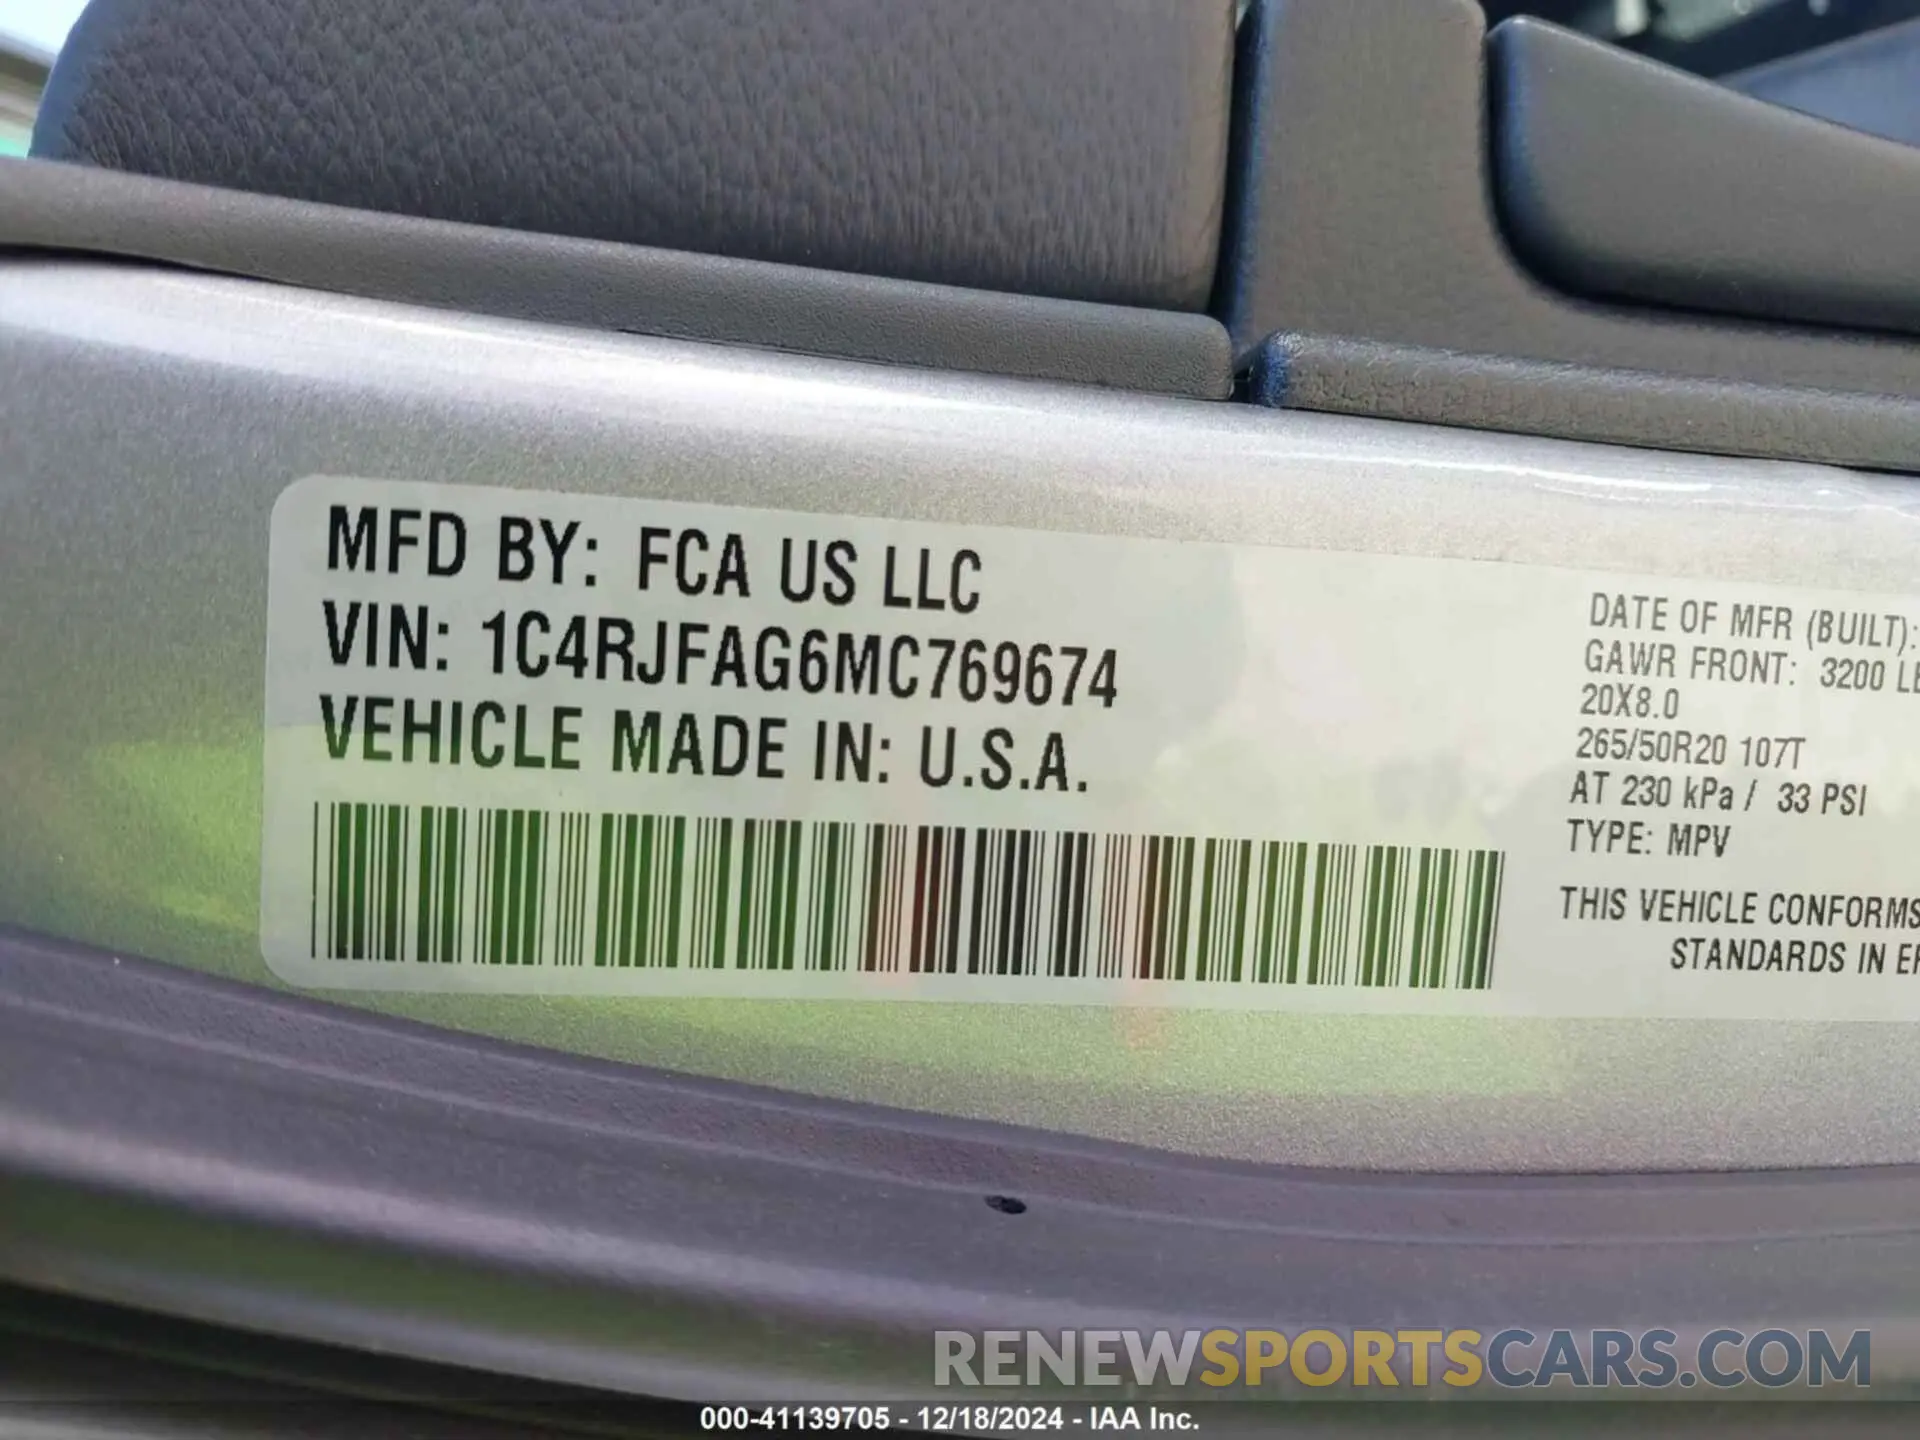 MFD BY: FCA US LLC
VIN: 1C4RJFAG6MC769674
VEHICLE MADE IN: U.S.A.
DATE OF MFR (BUILT):
GAWR FRONT: 3200
20X8.0
265/50R20 107T
AT 230 kPa / 33 PSI
TYPE: MPV
THIS VEHICLE CONFORMS
STANDARDS IN
RENEWSPORTSCARS.COM
000-41139705 - 12/18/2024 - IAA Inc.